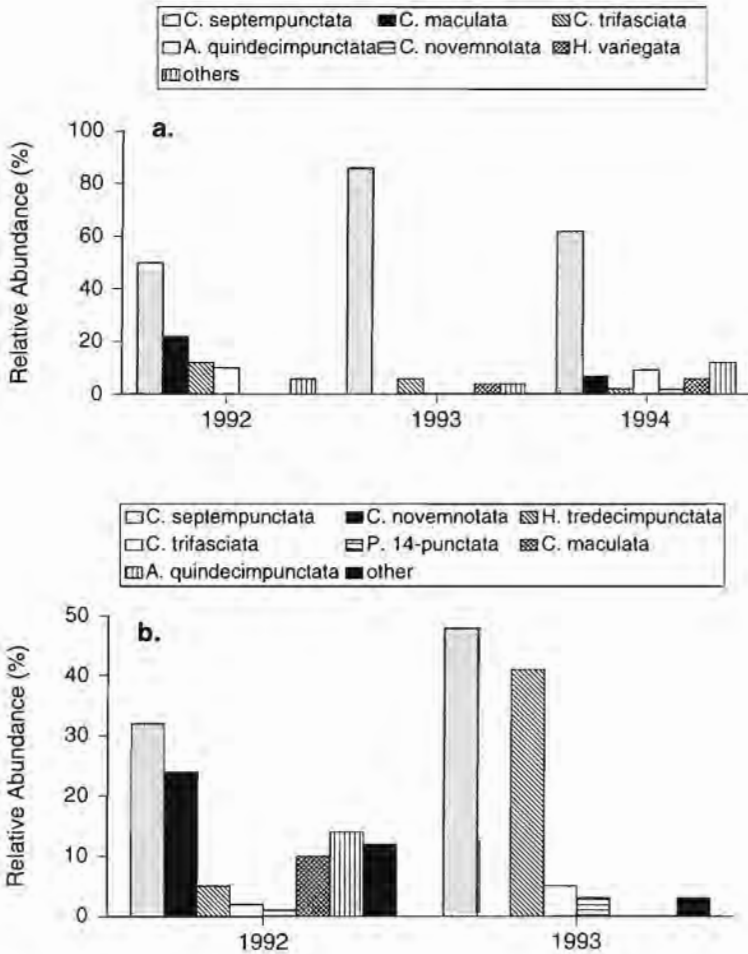 C. septempunctata C. maculata C. trifasciata
A. quindecimpunctata C. novemnotata H. variegata
others
a.
100
80
60
40
20
0
Relative Abundance (%)
1992 1993 1994
C. septempunctata C. novemnotata H. tredecimpunctata
C. trifasciata P. 14-punctata C. maculata
A. quindecimpunctata other
b.
50
40
30
20
10
0
Relative Abundance (%)
1992 1993